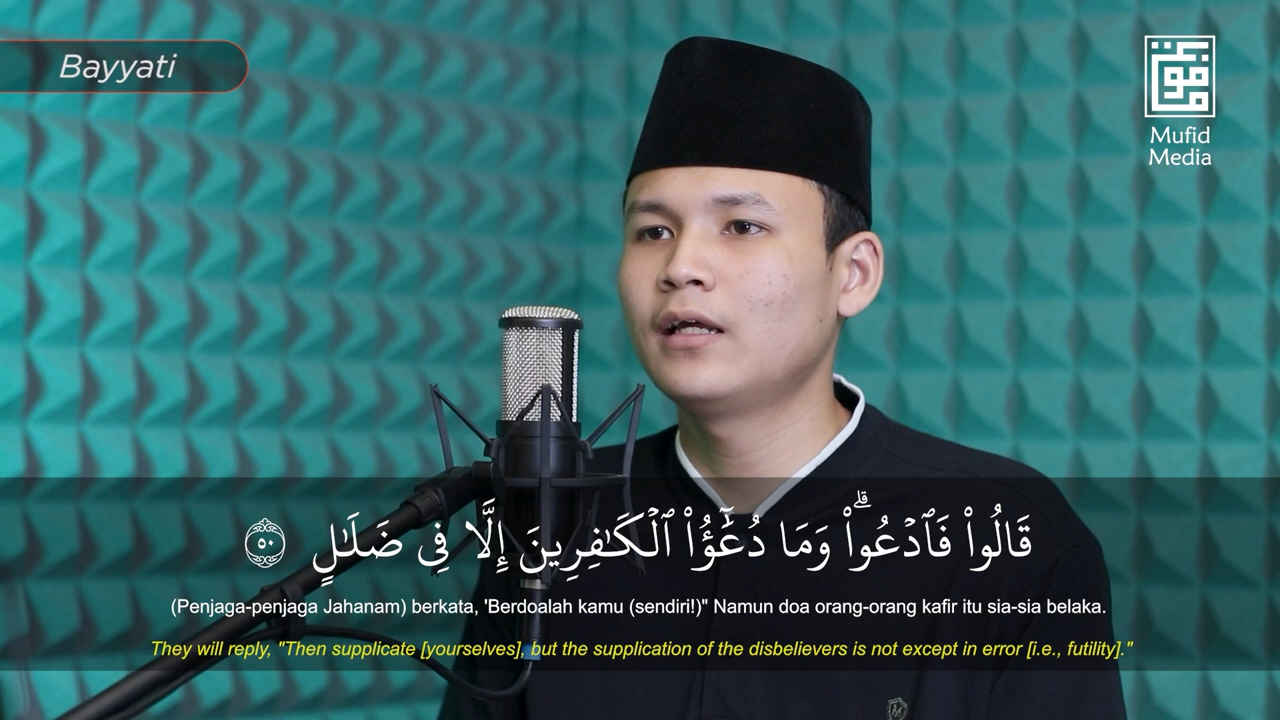 Bayyati
Mufid
Media
قَالُوا۟ فَٱدْعُوا۟ ۗ وَمَا دُعَـٰٓؤُا۟ ٱلْكَـٰفِرِينَ إِلَّا فِى ضَلَـٰلٍ ٥٠
(Penjaga-penjaga Jahanam) berkata, 'Berdoalah kamu (sendiri!)" Namun doa orang-orang kafir itu sia-sia belaka.
They will reply, "Then supplicate [yourselves], but the supplication of the disbelievers is not except in error [i.e., futility]."